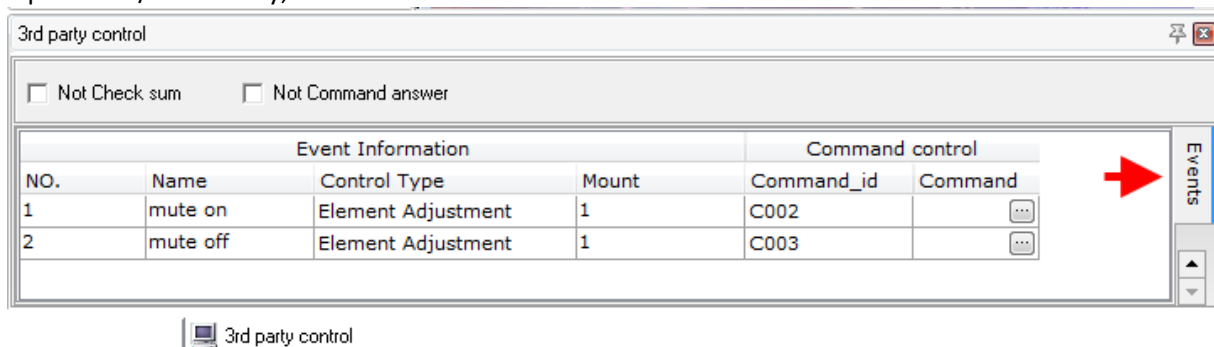 3rd party control
Not Check sum Not Command answer
Event Information Command control
NO. Name Control Type Mount Command_id Command
1 mute on Element Adjustment 1 C002 ...
2 mute off Element Adjustment 1 C003 ...
Events
3rd party control